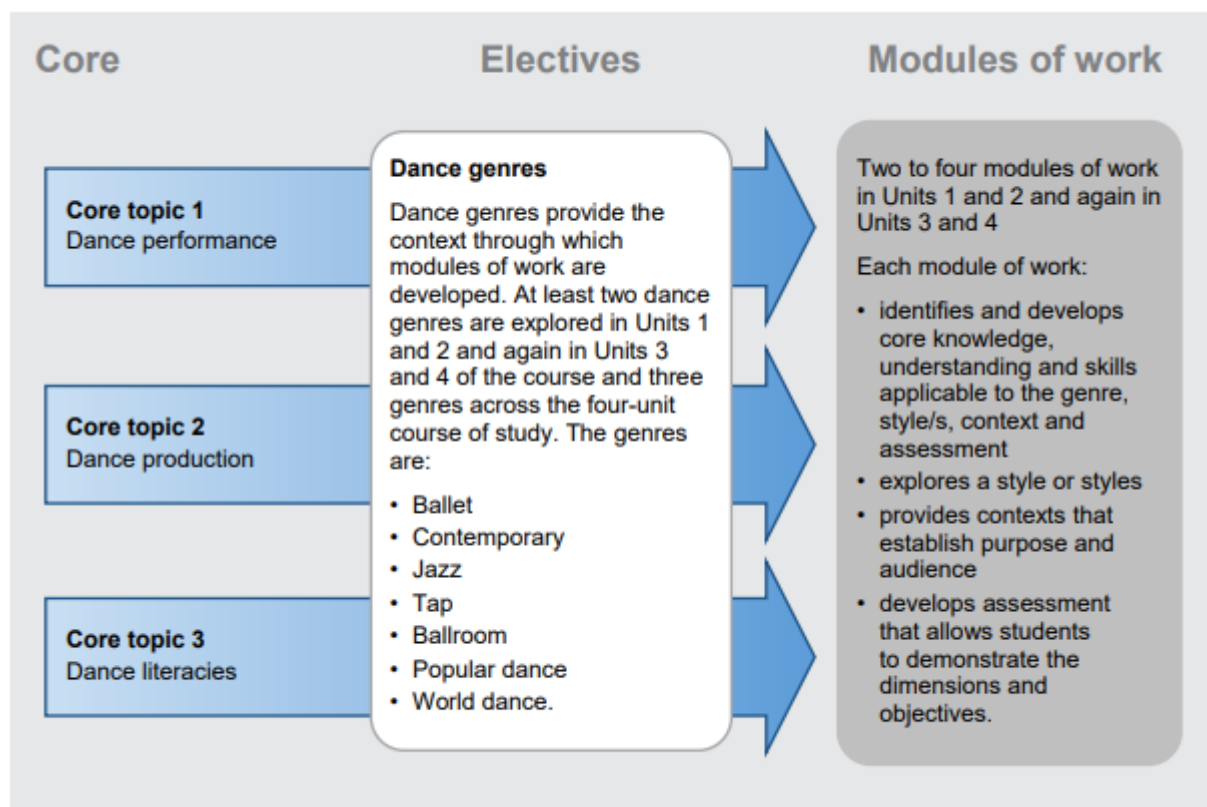 Core
Electives
Modules of work
Core topic 1
Dance performance
Core topic 2
Dance production
Core topic 3
Dance literacies
Dance genres
Dance genres provide the
context through which
modules of work are
developed. At least two dance
genres are explored in Units 1
and 2 and again in Units 3
and 4 of the course and three
genres across the four-unit
course of study. The genres
are:
• Ballet
• Contemporary
• Jazz
• Tap
• Ballroom
• Popular dance
• World dance.
Two to four modules of work
in Units 1 and 2 and again in
Units 3 and 4
Each module of work:
• identifies and develops
core knowledge,
understanding and skills
applicable to the genre,
style/s, context and
assessment
• explores a style or styles
• provides contexts that
establish purpose and
audience
• develops assessment
that allows students
to demonstrate the
dimensions and
objectives.